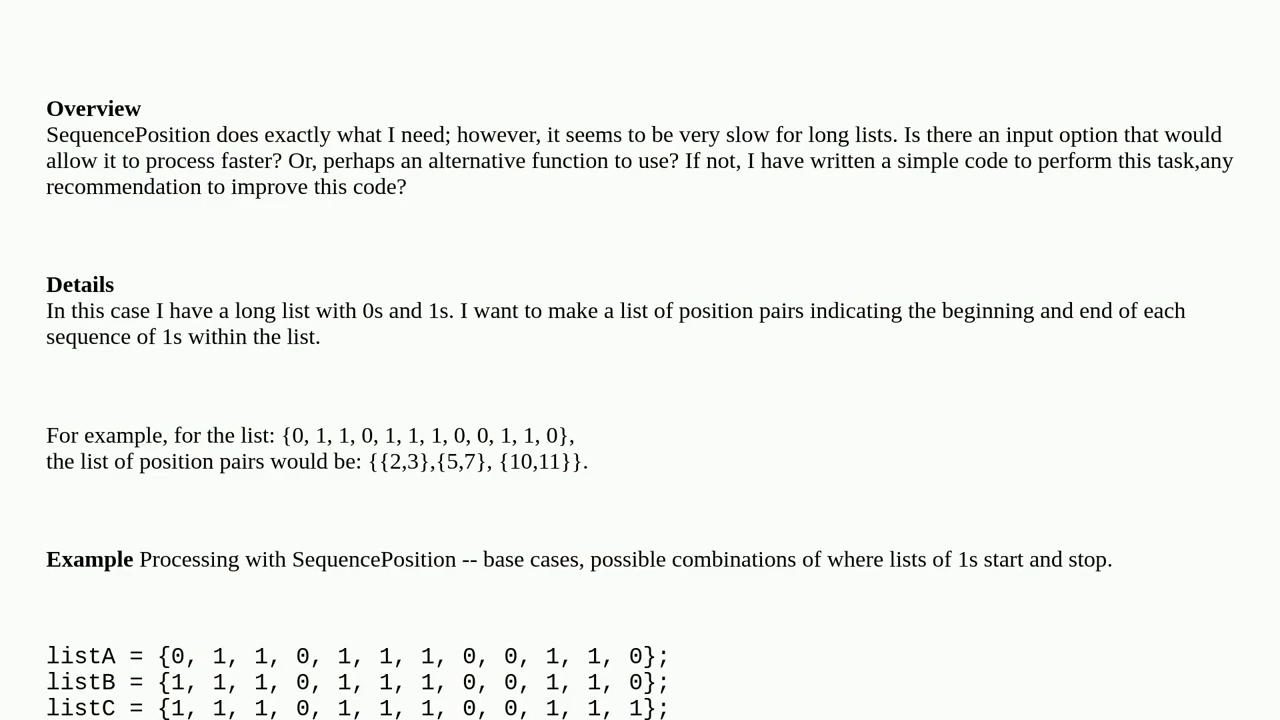 Overview
SequencePosition does exactly what I need; however, it seems to be very slow for long lists. Is there an input option that would
allow it to process faster? Or, perhaps an alternative function to use? If not, I have written a simple code to perform this task,any
recommendation to improve this code?
Details
In this case I have a long list with 0s and 1s. I want to make a list of position pairs indicating the beginning and end of each
sequence of 1s within the list.
For example, for the list: {0, 1, 1, 0, 1, 1, 1, 0, 0, 1, 1, 0},
the list of position pairs would be: {{2,3},{5,7}, {10,11}}.
Example Processing with SequencePosition -- base cases, possible combinations of where lists of 1s start and stop.
listA = {0, 1, 1, 0, 1, 1, 1, 0, 0, 1, 1, 0};
listB = {1, 1, 1, 0, 1, 1, 1, 0, 0, 1, 1, 0};
listC = {1, 1, 1, 0, 1, 1, 1, 0, 0, 1, 1, 1};